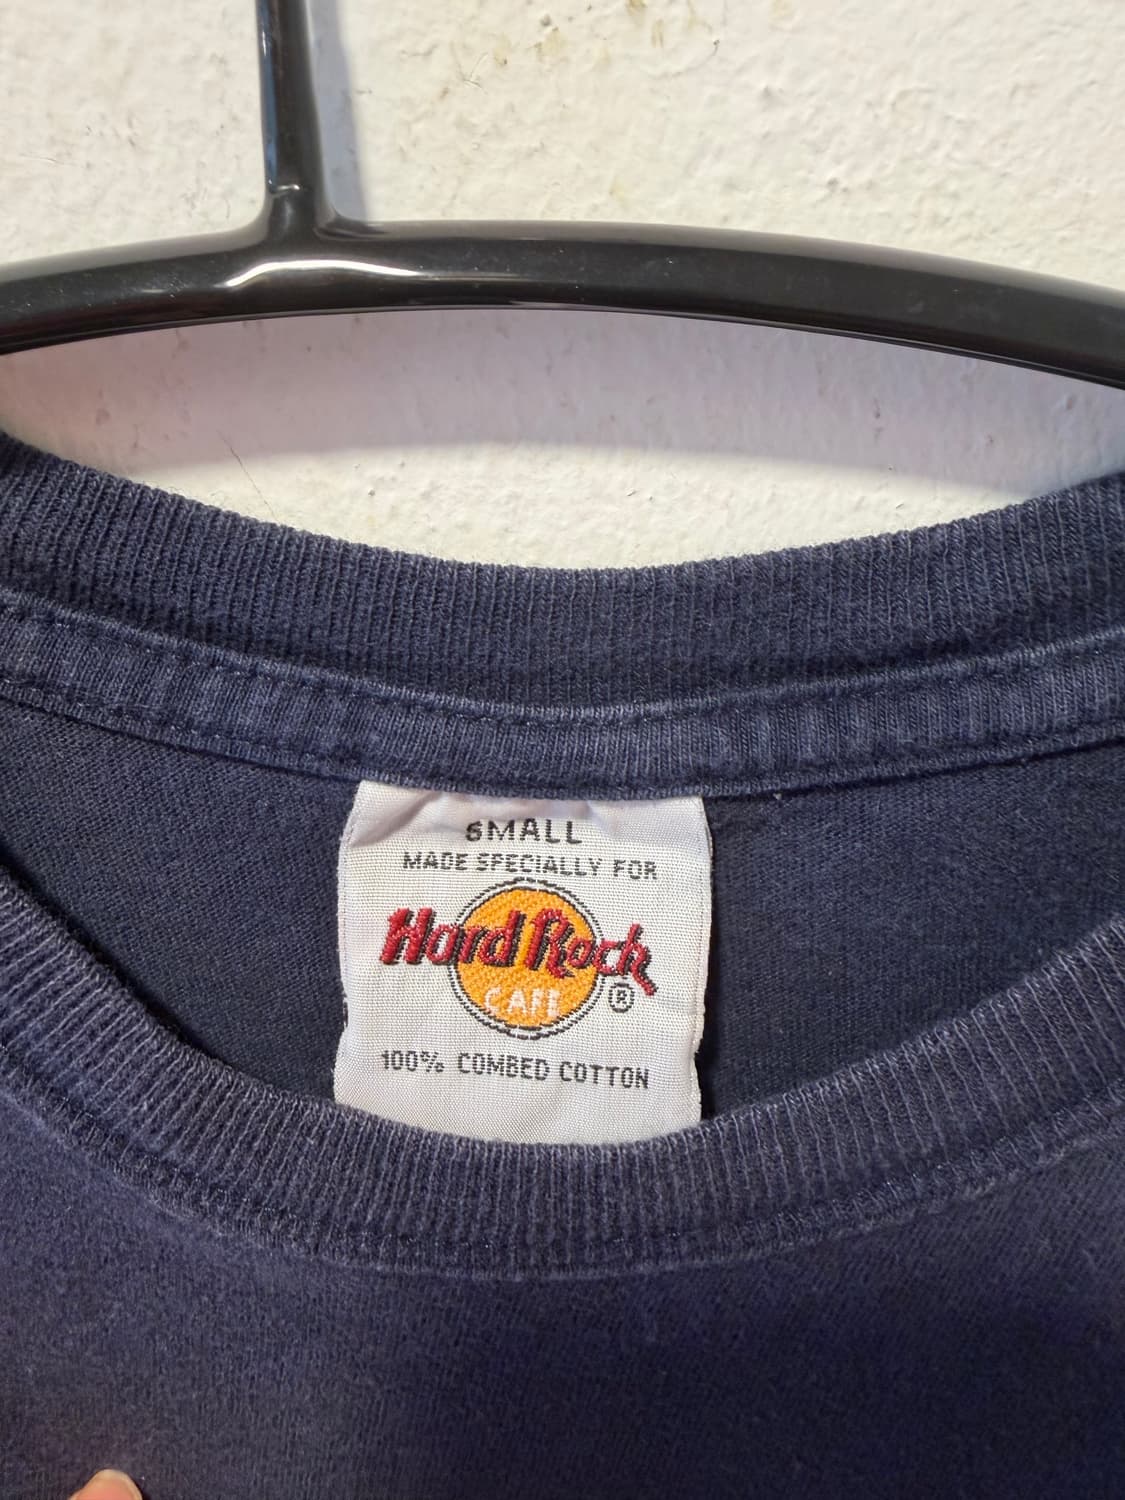 SMALL
MADE SPECIALLY FOR
Hard Rock
CAFE
®
100% COMBED COTTON